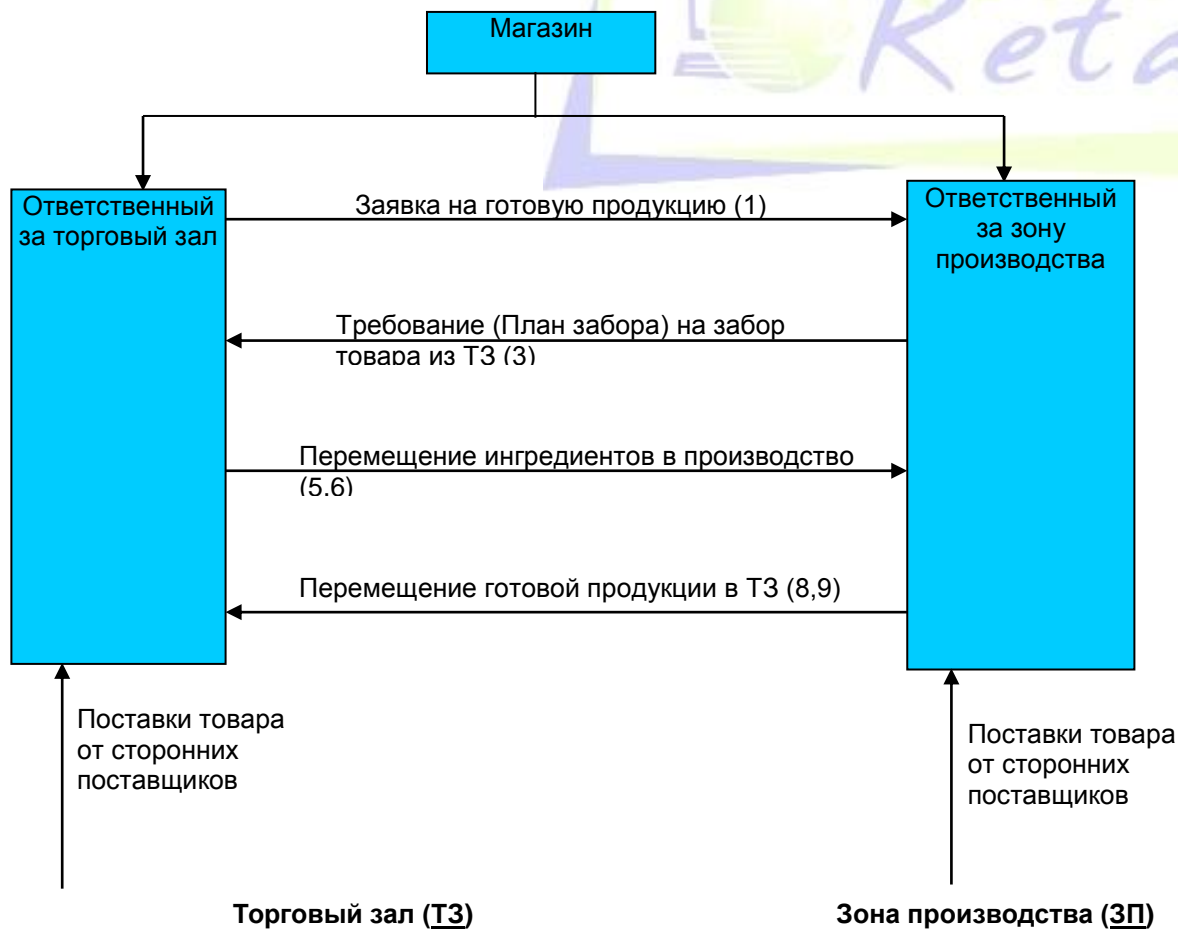 Магазин
Reta
Ответственный
за торговый зал
Ответственный
за зону
производства
Заявка на готовую продукцию (1)
Требование (План забора) на забор
товара из ТЗ (3)
Перемещение ингредиентов в производство
(5,6)
Перемещение готовой продукции в ТЗ (8,9)
Поставки товара
от сторонних
поставщиков
Поставки товара
от сторонних
поставщиков
Торговый зал (ТЗ)
Зона производства (ЗП)